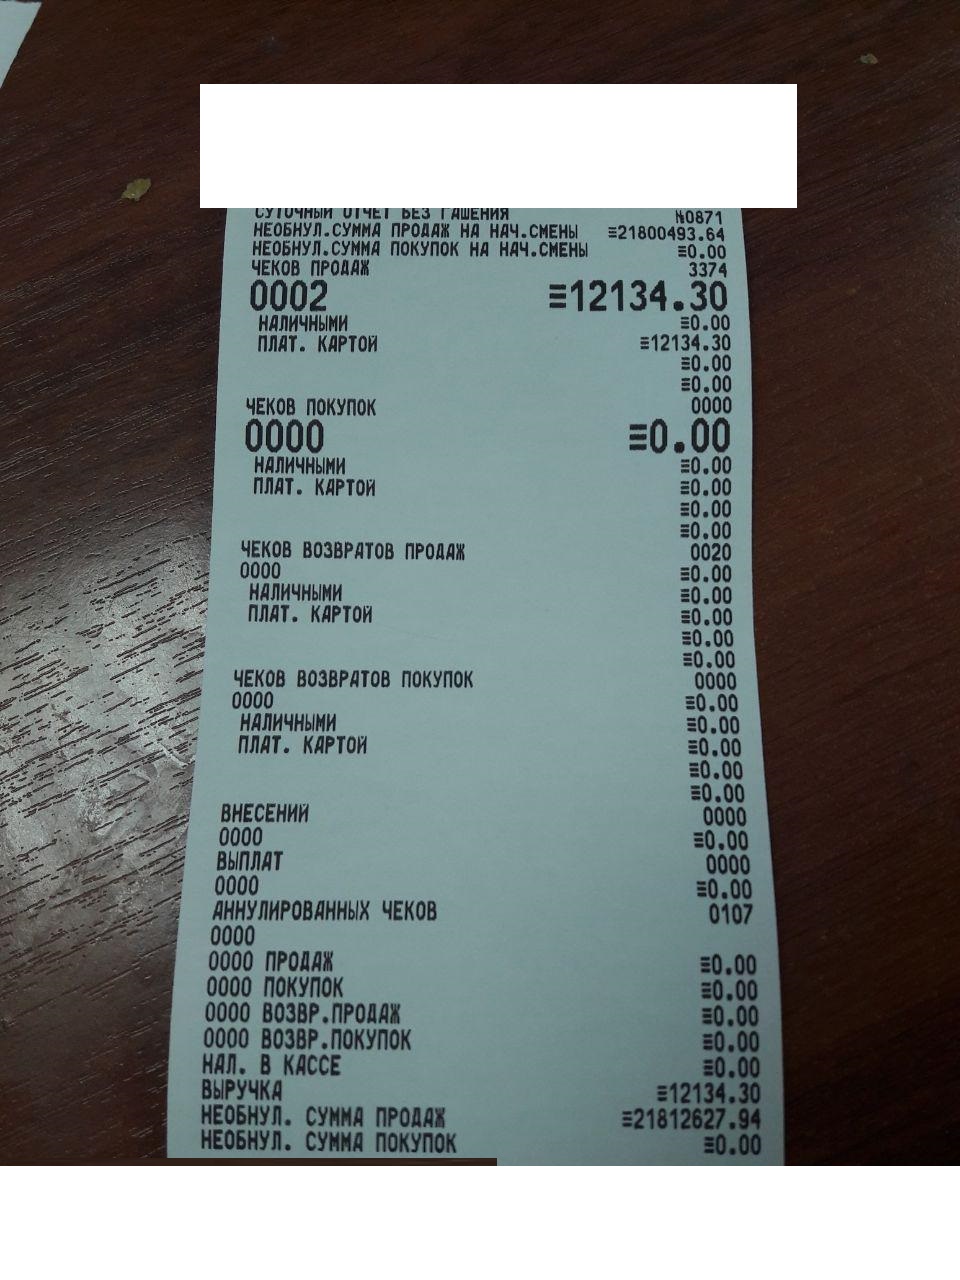 СУТОЧНЫЙ ОТЧЕТ БЕЗ ГАШЕНИЯ №0871
НЕОБНУЛ.СУММА ПРОДАЖ НА НАЧ.СМЕНЫ ≡21800493.64
НЕОБНУЛ.СУММА ПОКУПОК НА НАЧ.СМЕНЫ ≡0.00
ЧЕКОВ ПРОДАЖ 3374
0002 ≡12134.30
НАЛИЧНЫМИ ≡0.00
ПЛАТ. КАРТОЙ ≡12134.30
≡0.00
≡0.00
ЧЕКОВ ПОКУПОК 0000
0000 ≡0.00
НАЛИЧНЫМИ ≡0.00
ПЛАТ. КАРТОЙ ≡0.00
≡0.00
≡0.00
ЧЕКОВ ВОЗВРАТОВ ПРОДАЖ 0020
0000 ≡0.00
НАЛИЧНЫМИ ≡0.00
ПЛАТ. КАРТОЙ ≡0.00
≡0.00
≡0.00
ЧЕКОВ ВОЗВРАТОВ ПОКУПОК 0000
0000 ≡0.00
НАЛИЧНЫМИ ≡0.00
ПЛАТ. КАРТОЙ ≡0.00
≡0.00
≡0.00
ВНЕСЕНИЙ 0000
0000 ≡0.00
ВЫПЛАТ 0000
0000 ≡0.00
АННУЛИРОВАННЫХ ЧЕКОВ 0107
0000
0000 ПРОДАЖ ≡0.00
0000 ПОКУПОК ≡0.00
0000 ВОЗВР.ПРОДАЖ ≡0.00
0000 ВОЗВР.ПОКУПОК ≡0.00
НАЛ. В КАССЕ ≡0.00
ВЫРУЧКА ≡12134.30
НЕОБНУЛ. СУММА ПРОДАЖ ≡21812627.94
НЕОБНУЛ. СУММА ПОКУПОК ≡0.00